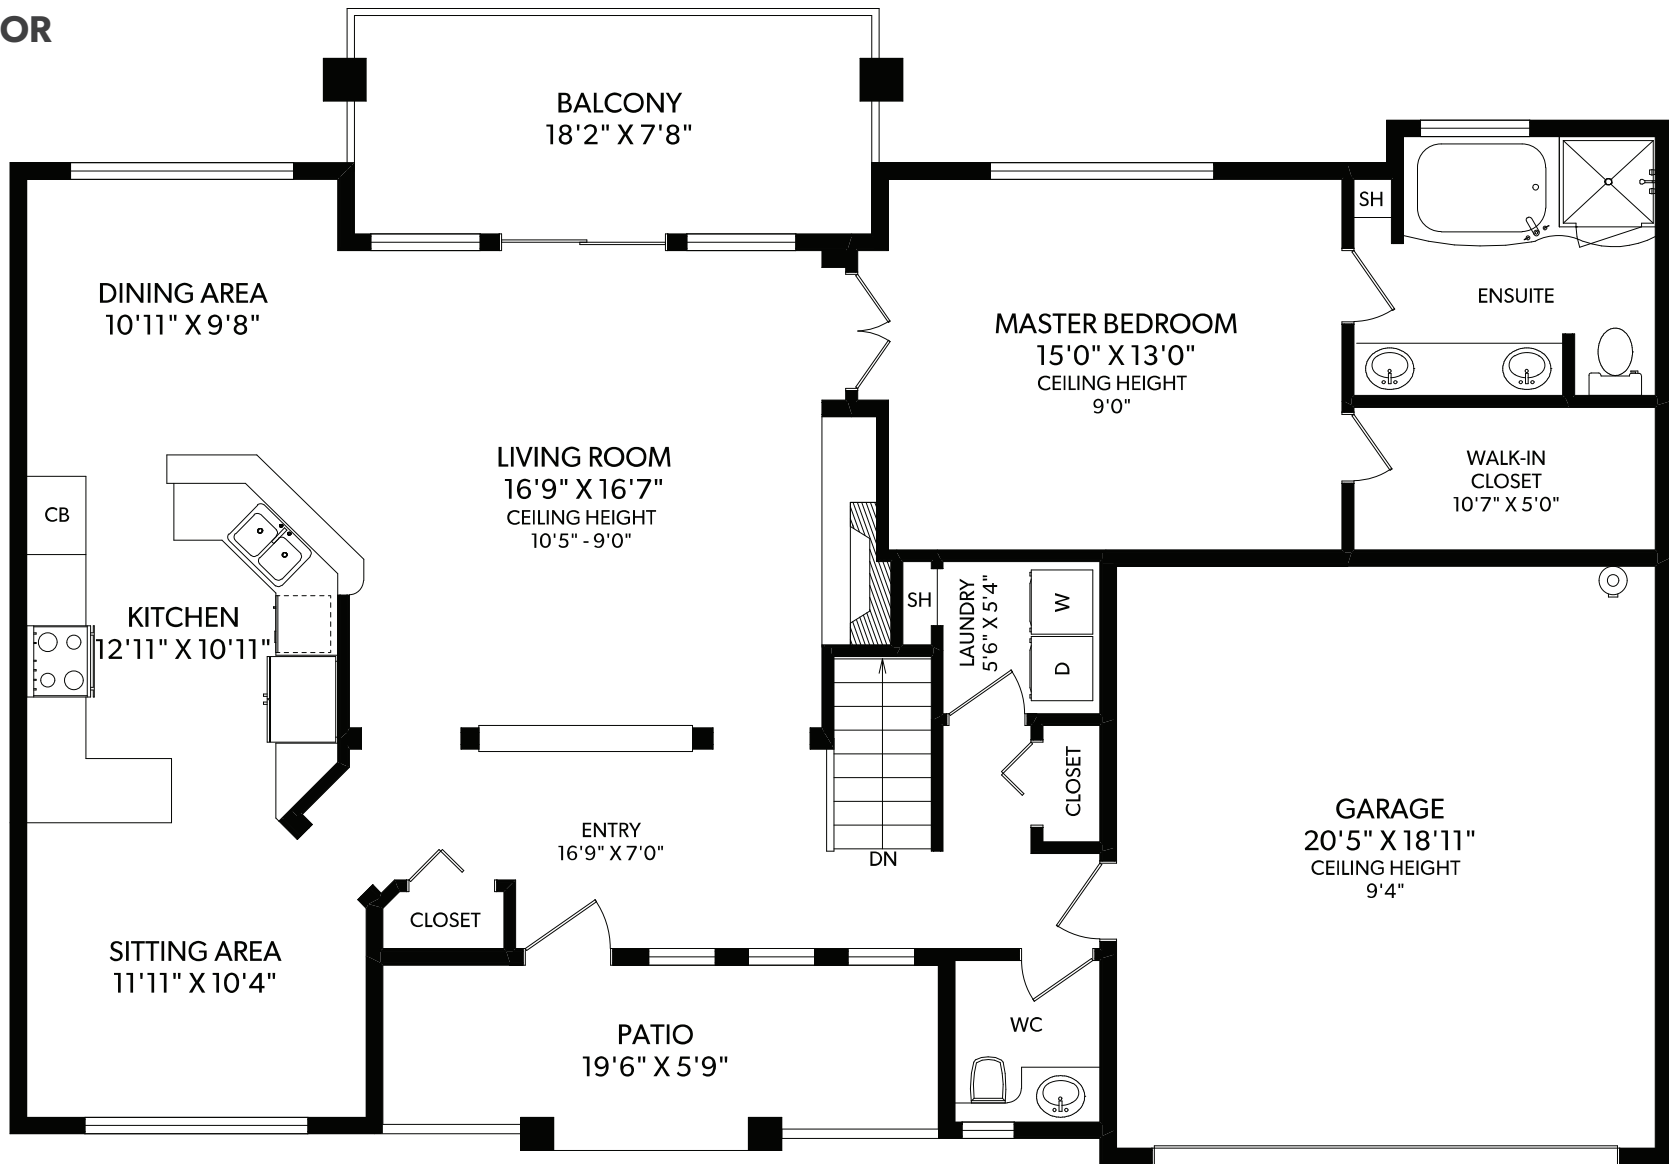 OR
BALCONY
18'2" X 7'8"
SH
DINING AREA
10'11" X 9'8"
ENSUITE
MASTER BEDROOM
15'0" X 13'0"
CEILING HEIGHT
9'0"
LIVING ROOM
16'9" X 16'7"
CEILING HEIGHT
10'5" - 9'0"
WALK-IN
CLOSET
10'7" X 5'0"
CB
KITCHEN
12'11" X 10'11"
SH
LAUNDRY
5'6" X 5'4"
W
D
CLOSET
ENTRY
16'9" X 7'0"
DN
GARAGE
20'5" X 18'11"
CEILING HEIGHT
9'4"
CLOSET
SITTING AREA
11'11" X 10'4"
WC
PATIO
19'6" X 5'9"